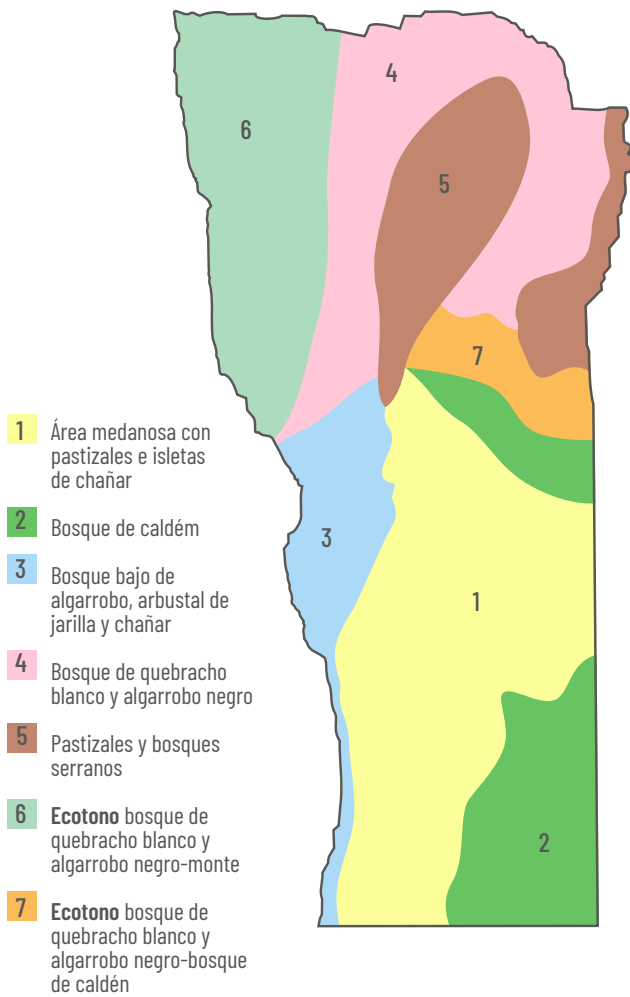 4
6
5
7
3
1
2
1 Área medanosa con
pastizales e isletas
de chañar
2 Bosque de caldém
3 Bosque bajo de
algarrobo, arbustal de
jarilla y chañar
4 Bosque de quebracho
blanco y algarrobo negro
5 Pastizales y bosques
serranos
6 Ecotono bosque de
quebracho blanco y
algarrobo negro-monte
7 Ecotono bosque de
quebracho blanco y
algarrobo negro-bosque
de caldén